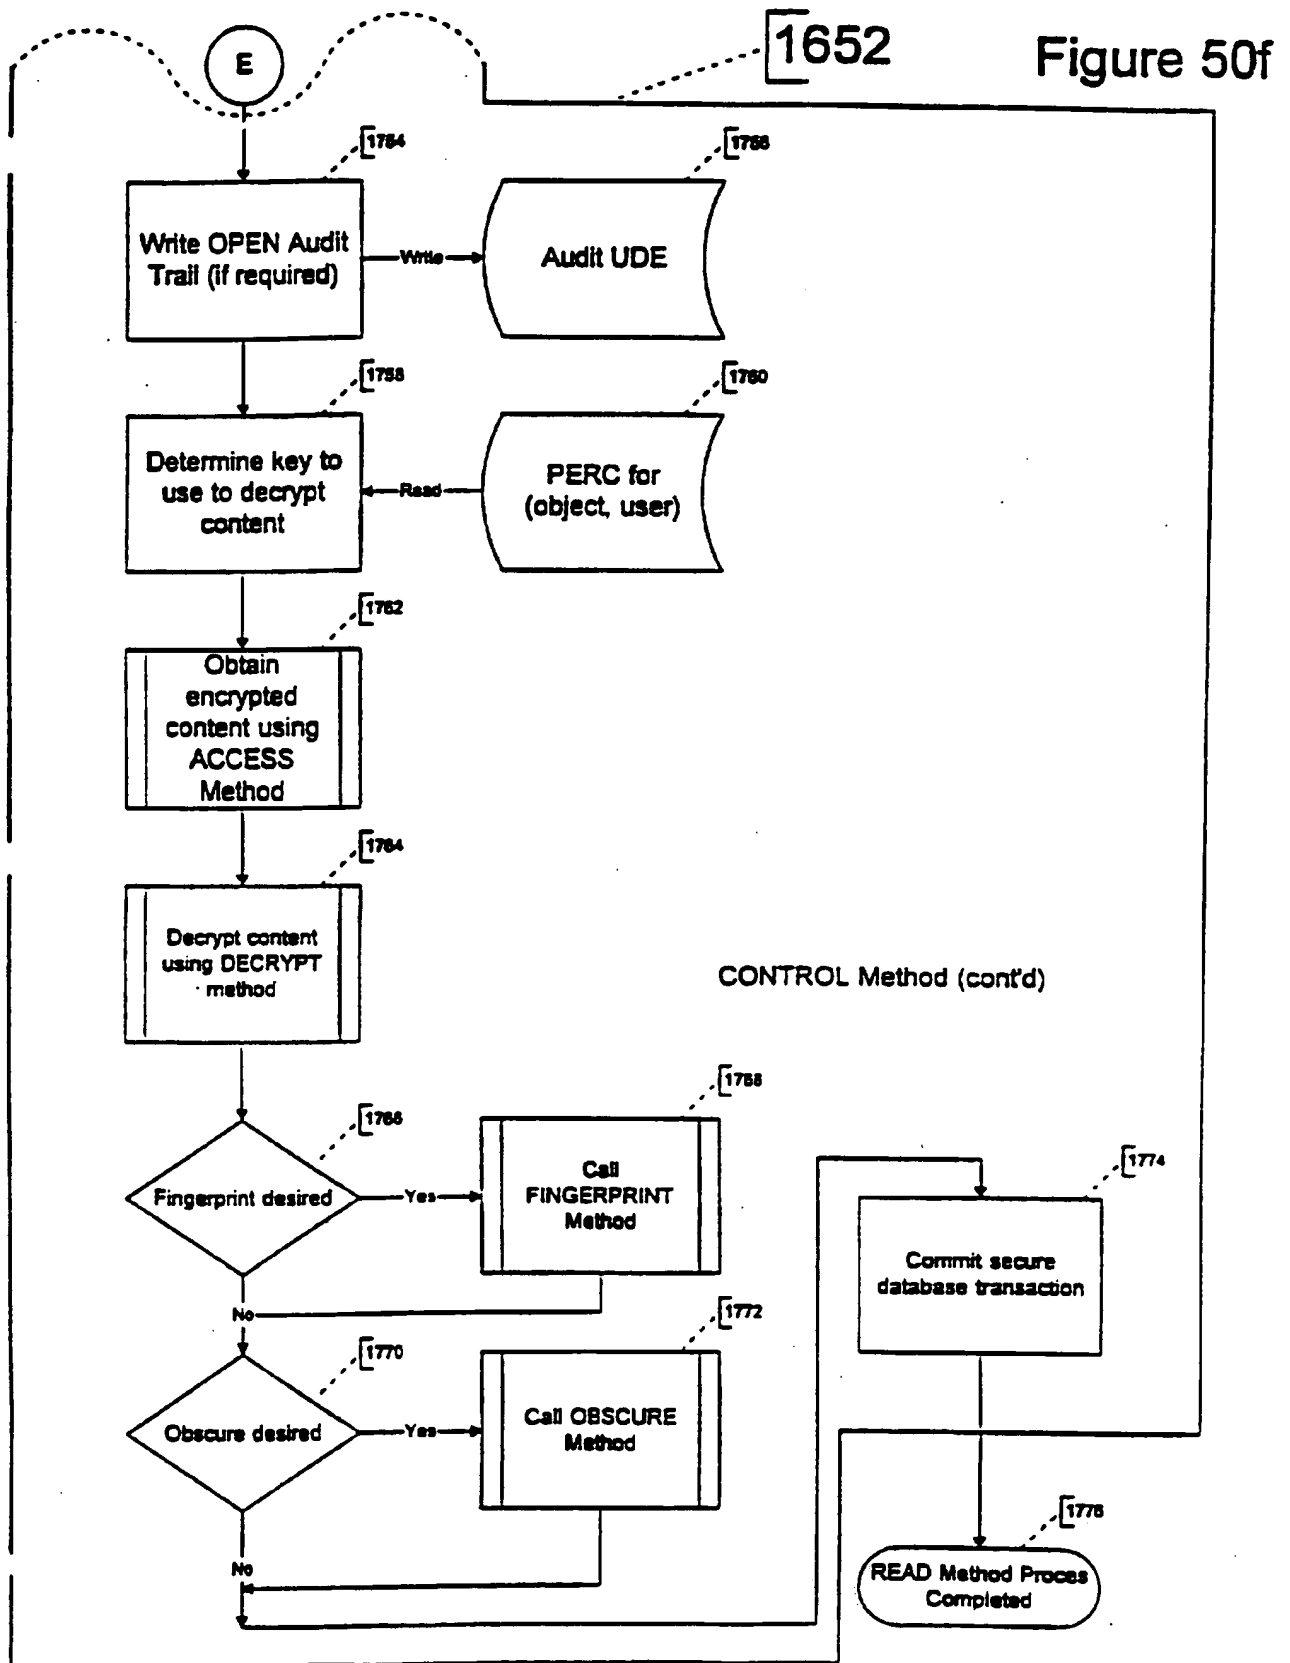 E
1652
Figure 50f
1754
1756
Write OPEN Audit
Trail (if required)
Write
Audit UDE
1758
1760
Determine key to
use to decrypt
content
Read
PERC for
(object, user)
1762
Obtain
encrypted
content using
ACCESS
Method
1764
Decrypt content
using DECRYPT
method
CONTROL Method (cont'd)
1766
1768
Fingerprint desired
Yes
Call
FINGERPRINT
Method
1774
Commit secure
database transaction
No
1770
1772
Obscure desired
Yes
Call OBSCURE
Method
No
1776
READ Method Proces
Completed